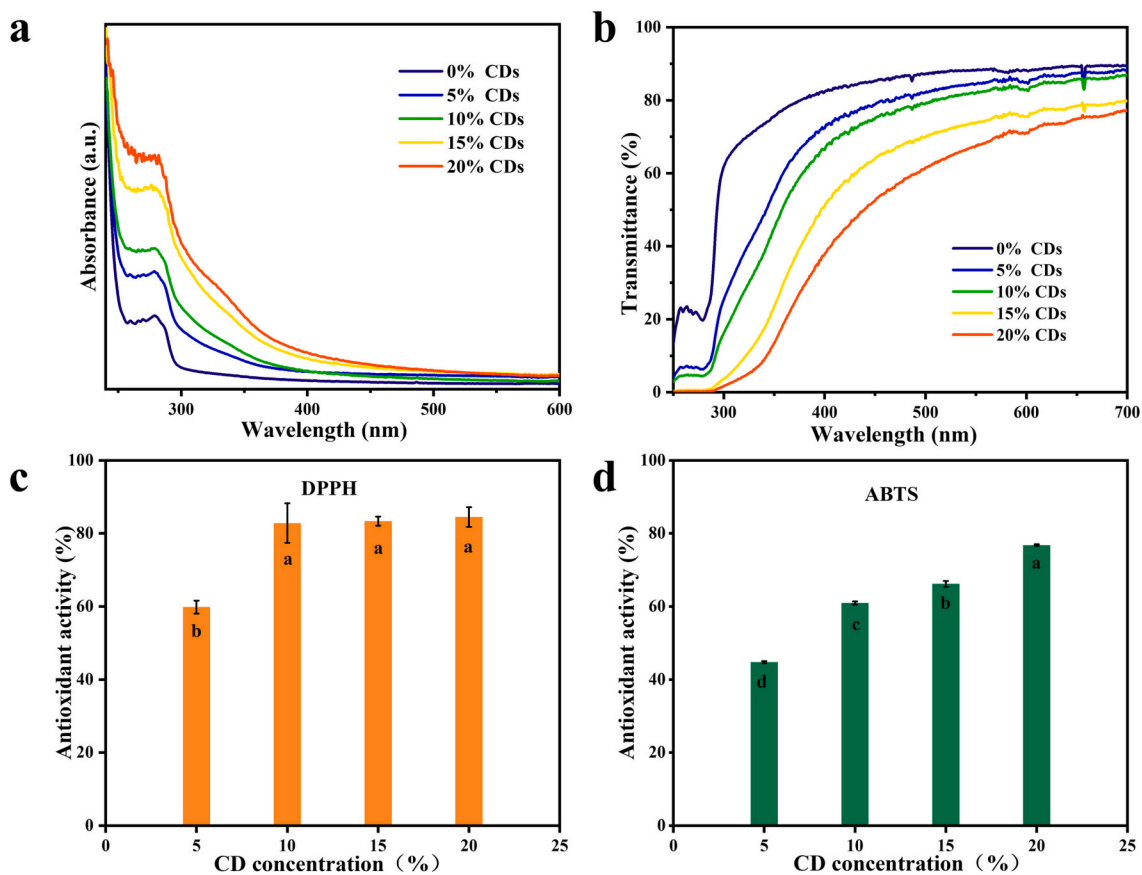 a
Absorbance (a.u.)
0% CDs
5% CDs
10% CDs
15% CDs
20% CDs
300
400
500
600
Wavelength (nm)
b
Transmittance (%)
100
80
60
40
20
0
0% CDs
5% CDs
10% CDs
15% CDs
20% CDs
300
400
500
600
700
Wavelength (nm)
c
DPPH
Antioxidant activity (%)
100
80
60
40
20
0
b
a
a
a
0
5
10
15
20
25
CD concentration（%）
d
ABTS
Antioxidant activity (%)
100
80
60
40
20
0
d
c
b
a
0
5
10
15
20
25
CD concentration（%）